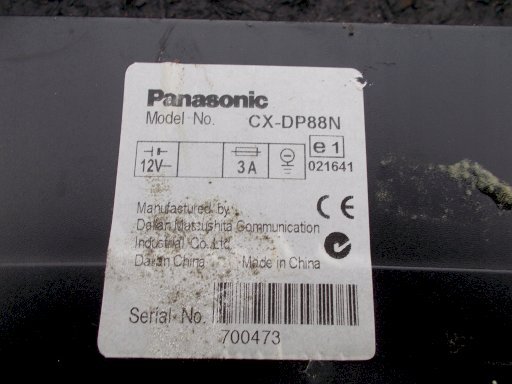 Panasonic
Model No. CX-DP88N
12V 3A e1
021641
Manufactured by CE
Dalian Matsushita Communication
Industrial Co. Ltd.
Dalian China Made in China
Serial No. 700473